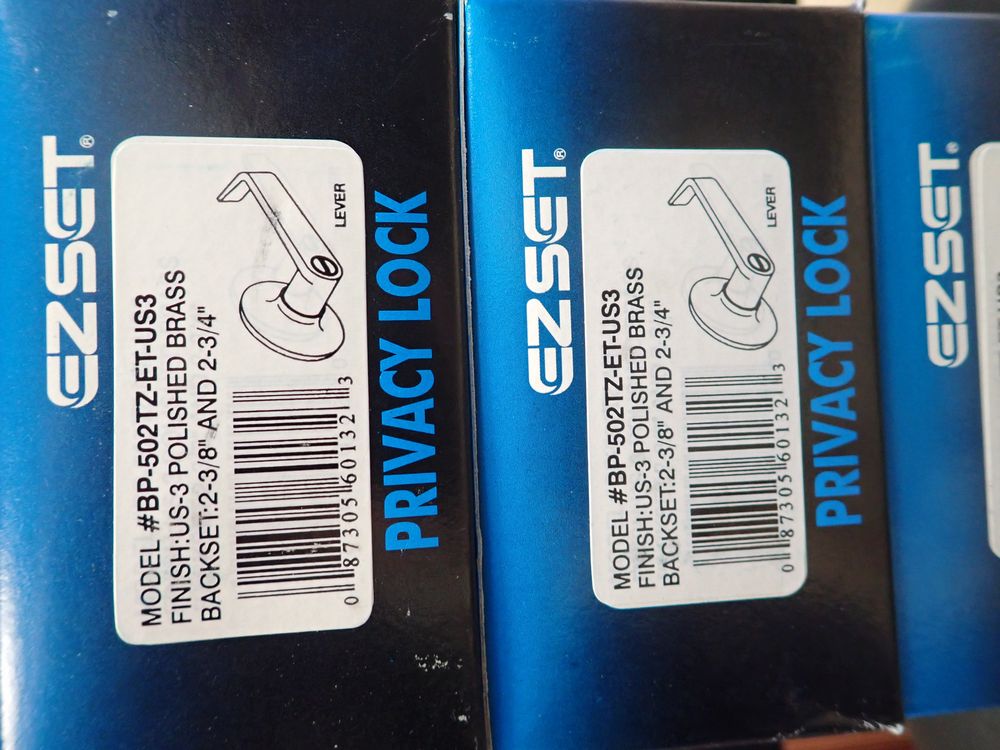 EZSET®
MODEL #BP-502TZ-ET-US3
FINISH:US-3 POLISHED BRASS
BACKSET:2-3/8" AND 2-3/4"
0 87305 60132 3
LEVER
PRIVACY LOCK
EZSET®
MODEL #BP-502TZ-ET-US3
FINISH:US-3 POLISHED BRASS
BACKSET:2-3/8" AND 2-3/4"
0 87305 60132 3
LEVER
PRIVACY LOCK
EZSET®